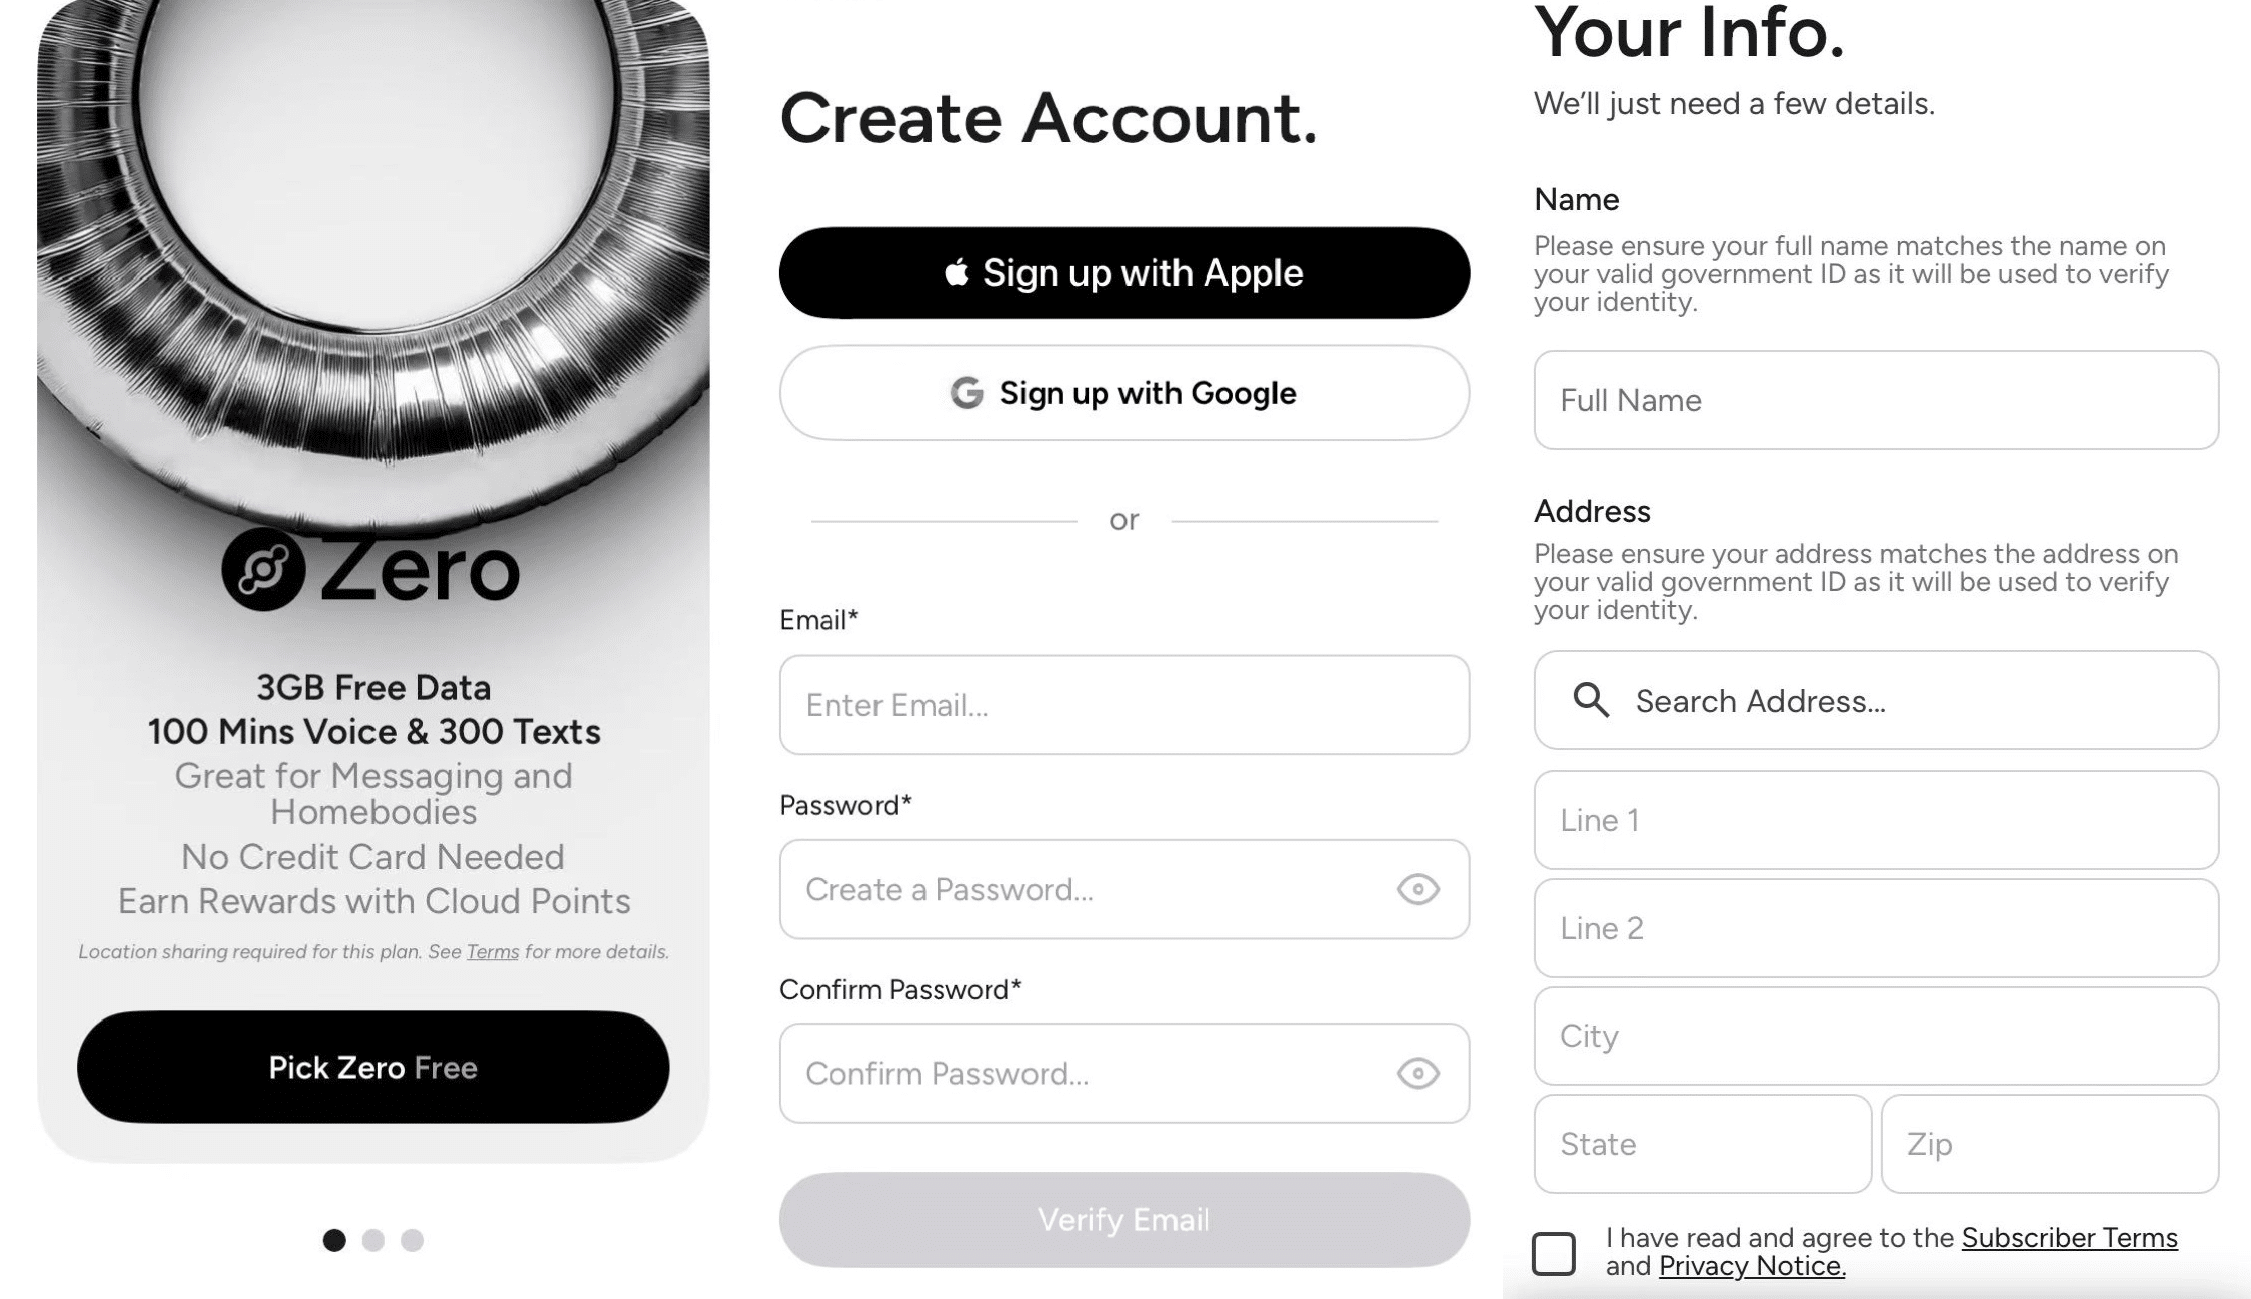 Zero
3GB Free Data
100 Mins Voice & 300 Texts
Great for Messaging and
Homebodies
No Credit Card Needed
Earn Rewards with Cloud Points
Location sharing required for this plan. See Terms for more details.
Pick Zero Free
Create Account.
Sign up with Apple
Sign up with Google
or
Email*
Enter Email...
Password*
Create a Password...
Confirm Password*
Confirm Password...
Verify Email
Your Info.
We’ll just need a few details.
Name
Please ensure your full name matches the name on
your valid government ID as it will be used to verify
your identity.
Full Name
Address
Please ensure your address matches the address on
your valid government ID as it will be used to verify
your identity.
Search Address...
Line 1
Line 2
City
State
Zip
I have read and agree to the Subscriber Terms
and Privacy Notice.